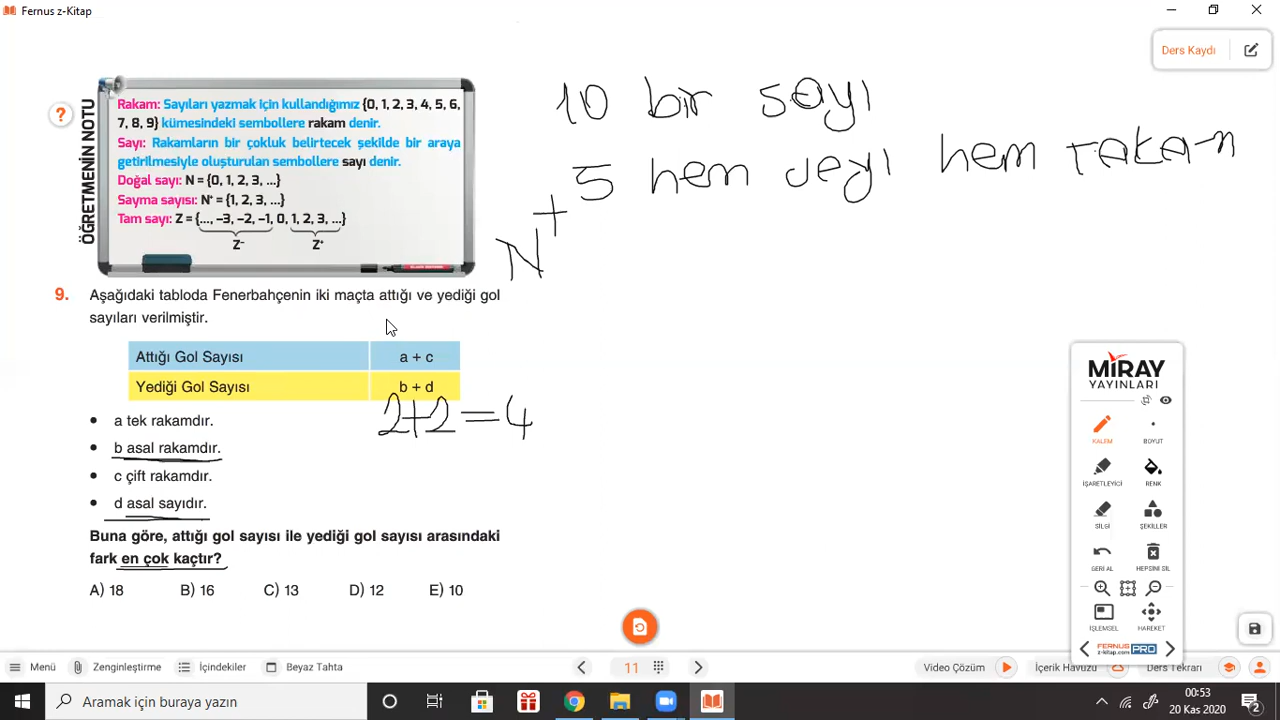 Fernus z-Kitap
Ders Kaydı
?
ÖĞRETMENİN NOTU
Rakam: Sayıları yazmak için kullandığımız {0, 1, 2, 3, 4, 5, 6,
7, 8, 9} kümesindeki sembollere rakam denir.
Sayı: Rakamların bir çokluk belirtecek şekilde bir araya
getirilmesiyle oluşturulan sembollere sayı denir.
Doğal sayı: N = {0, 1, 2, 3, ...}
Sayma sayısı: N⁺ = {1, 2, 3, ...}
Tam sayı: Z = {..., –3, –2, –1, 0, 1, 2, 3, ...}
Z⁻ Z⁺
10 bir sayı
5 hem sayı hem rakam
N⁺
9. Aşağıdaki tabloda Fenerbahçenin iki maçta attığı ve yediği gol
sayıları verilmiştir.
Attığı Gol Sayısı a + c
Yediği Gol Sayısı b + d
2+2=4
• a tek rakamdır.
• b asal rakamdır.
• c çift rakamdır.
• d asal sayıdır.
Buna göre, attığı gol sayısı ile yediği gol sayısı arasındaki
fark en çok kaçtır?
A) 18 B) 16 C) 13 D) 12 E) 10
MİRAY
YAYINLARI
KALEM BOYUT
İŞARETLEYİCİ RENK
SİLGİ ŞEKİLLER
GERİ AL HEPSİNİ SİL
İŞLEMSEL HAREKET
FERNUS
z-kitap.com PRO
Menü Zenginleştirme İçindekiler Beyaz Tahta 11 Video Çözüm İçerik Havuzu Ders Tekrarı
Aramak için buraya yazın
00:53
20 Kas 2020
2